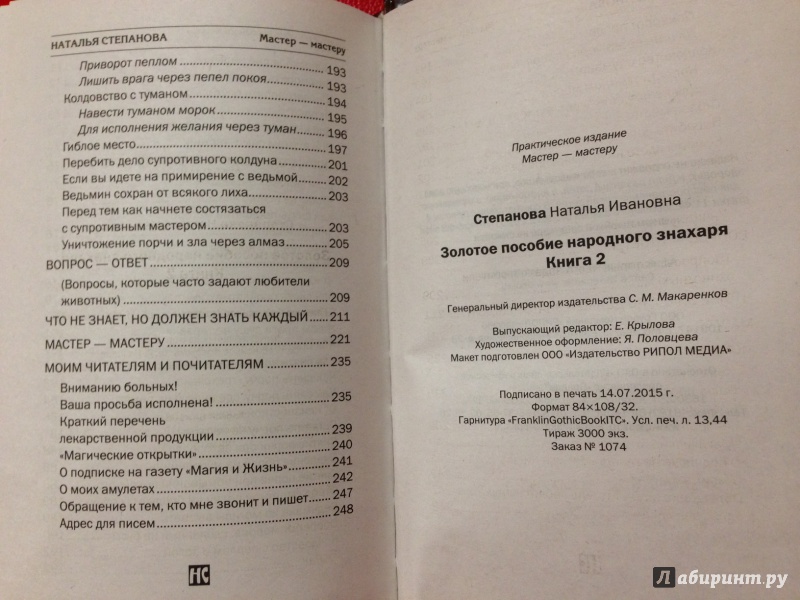 НАТАЛЬЯ СТЕПАНОВА Мастер — мастеру
Приворот пеплом 193
Лишить врага через пепел покоя 193
Колдовство с туманом 194
Навести туманом морок 195
Для исполнения желания через туман 196
Гиблое место 197
Перебить дело супротивного колдуна 201
Если вы идете на примирение с ведьмой 202
Ведьмин сохран от всякого лиха 203
Перед тем как начнете состязаться
с супротивным мастером 203
Уничтожение порчи и зла через алмаз 205
ВОПРОС — ОТВЕТ 209
(Вопросы, которые часто задают любители
животных) 209
ЧТО НЕ ЗНАЕТ, НО ДОЛЖЕН ЗНАТЬ КАЖДЫЙ 211
МАСТЕР — МАСТЕРУ 221
МОИМ ЧИТАТЕЛЯМ И ПОЧИТАТЕЛЯМ 235
Вниманию больных!
Ваша просьба исполнена! 235
Краткий перечень
лекарственной продукции 239
«Магические открытки» 240
О подписке на газету «Магия и Жизнь» 241
О моих амулетах 242
Обращение к тем, кто мне звонит и пишет 247
Адрес для писем 248
НС
Практическое издание
Мастер — мастеру
Степанова Наталья Ивановна
Золотое пособие народного знахаря
Книга 2
Генеральный директор издательства С. М. Макаренков
Выпускающий редактор: Е. Крылова
Художественное оформление: Я. Половцева
Макет подготовлен ООО «Издательство РИПОЛ МЕДИА»
Подписано в печать 14.07.2015 г.
Формат 84×108/32.
Гарнитура «FranklinGothicBookITC». Усл. печ. л. 13,44
Тираж 3000 экз.
Заказ № 1074
Лабиринт.ру